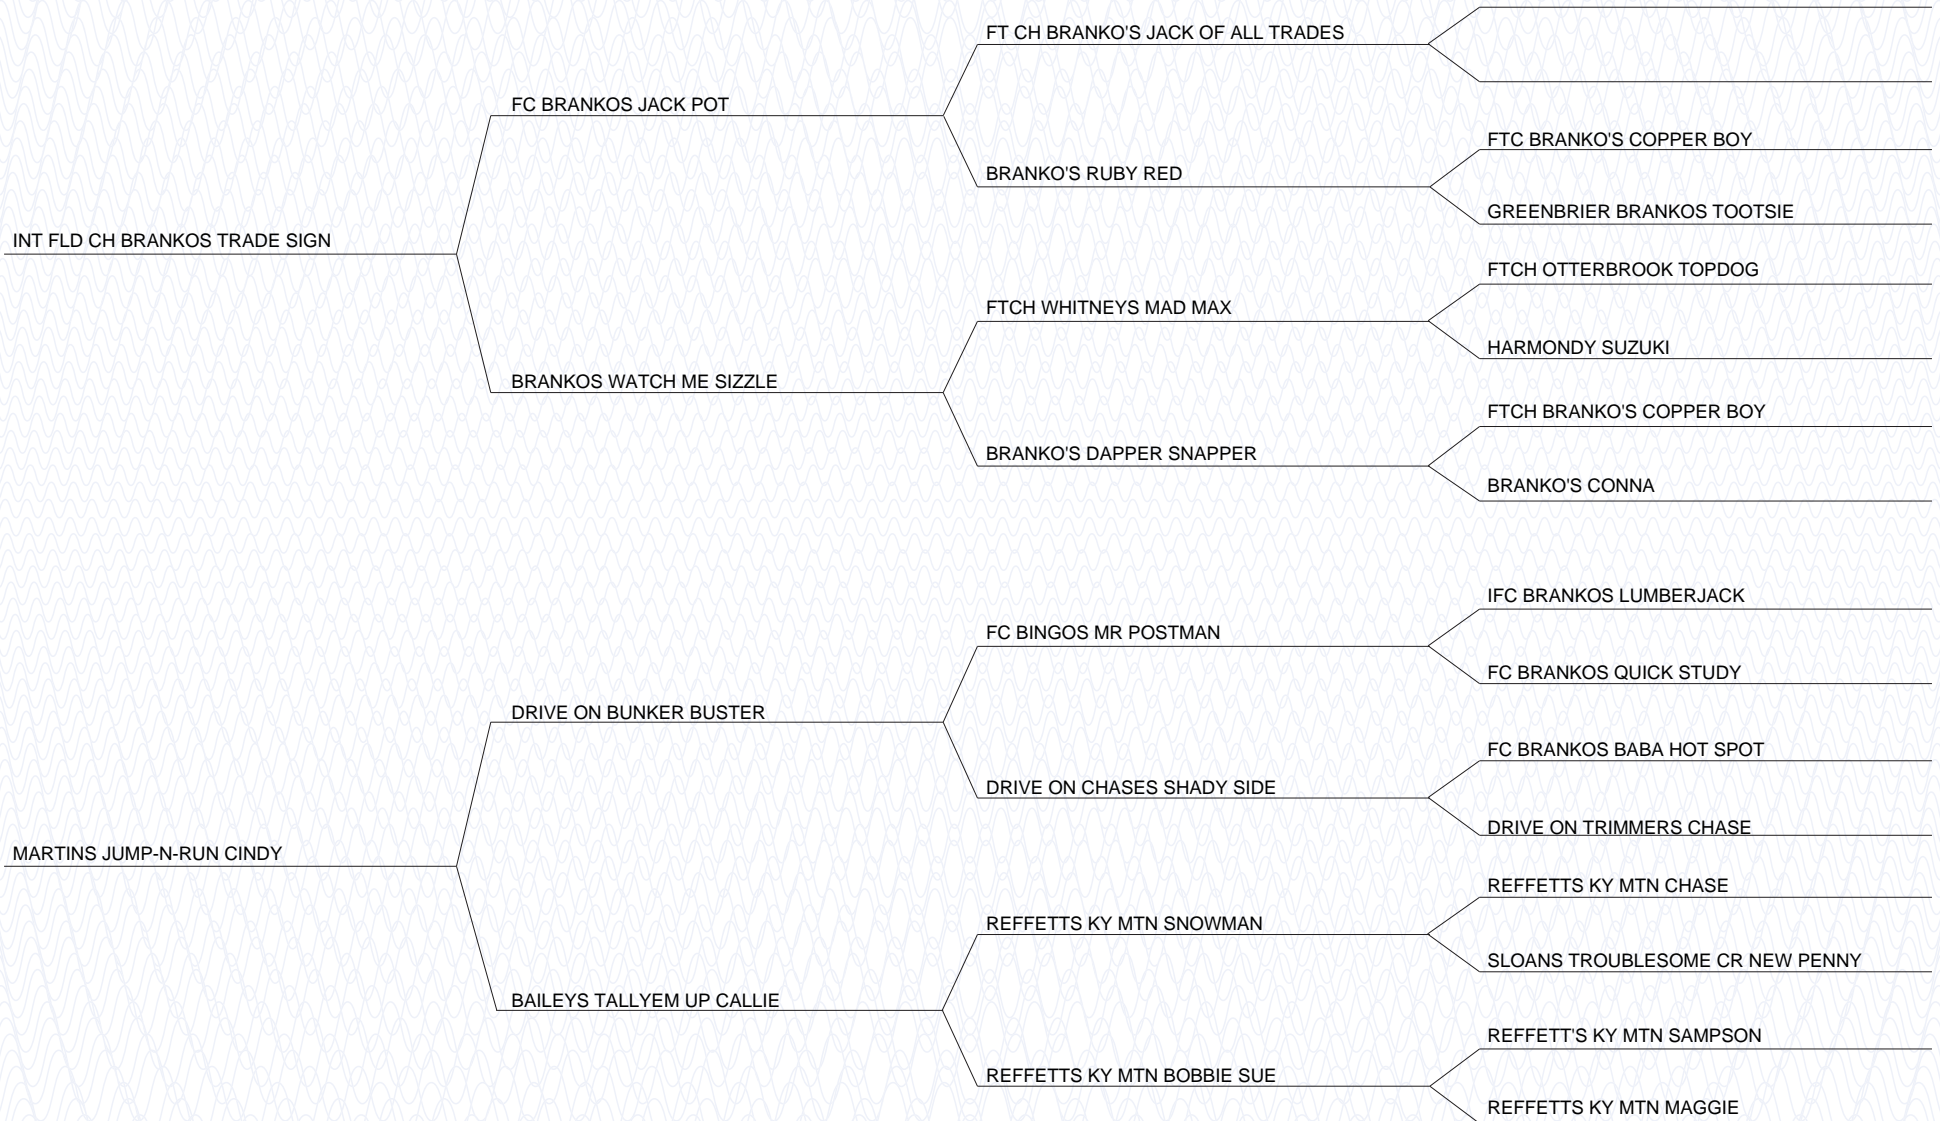 FT CH BRANKO'S JACK OF ALL TRADES
FC BRANKOS JACK POT
FTC BRANKO'S COPPER BOY
BRANKO'S RUBY RED
GREENBRIER BRANKOS TOOTSIE
INT FLD CH BRANKOS TRADE SIGN
FTCH OTTERBROOK TOPDOG
FTCH WHITNEYS MAD MAX
HARMONDY SUZUKI
BRANKOS WATCH ME SIZZLE
FTCH BRANKO'S COPPER BOY
BRANKO'S DAPPER SNAPPER
BRANKO'S CONNA
IFC BRANKOS LUMBERJACK
FC BINGOS MR POSTMAN
FC BRANKOS QUICK STUDY
DRIVE ON BUNKER BUSTER
FC BRANKOS BABA HOT SPOT
DRIVE ON CHASES SHADY SIDE
DRIVE ON TRIMMERS CHASE
MARTINS JUMP-N-RUN CINDY
REFFETTS KY MTN CHASE
REFFETTS KY MTN SNOWMAN
SLOANS TROUBLESOME CR NEW PENNY
BAILEYS TALLYEM UP CALLIE
REFFETT'S KY MTN SAMPSON
REFFETTS KY MTN BOBBIE SUE
REFFETTS KY MTN MAGGIE